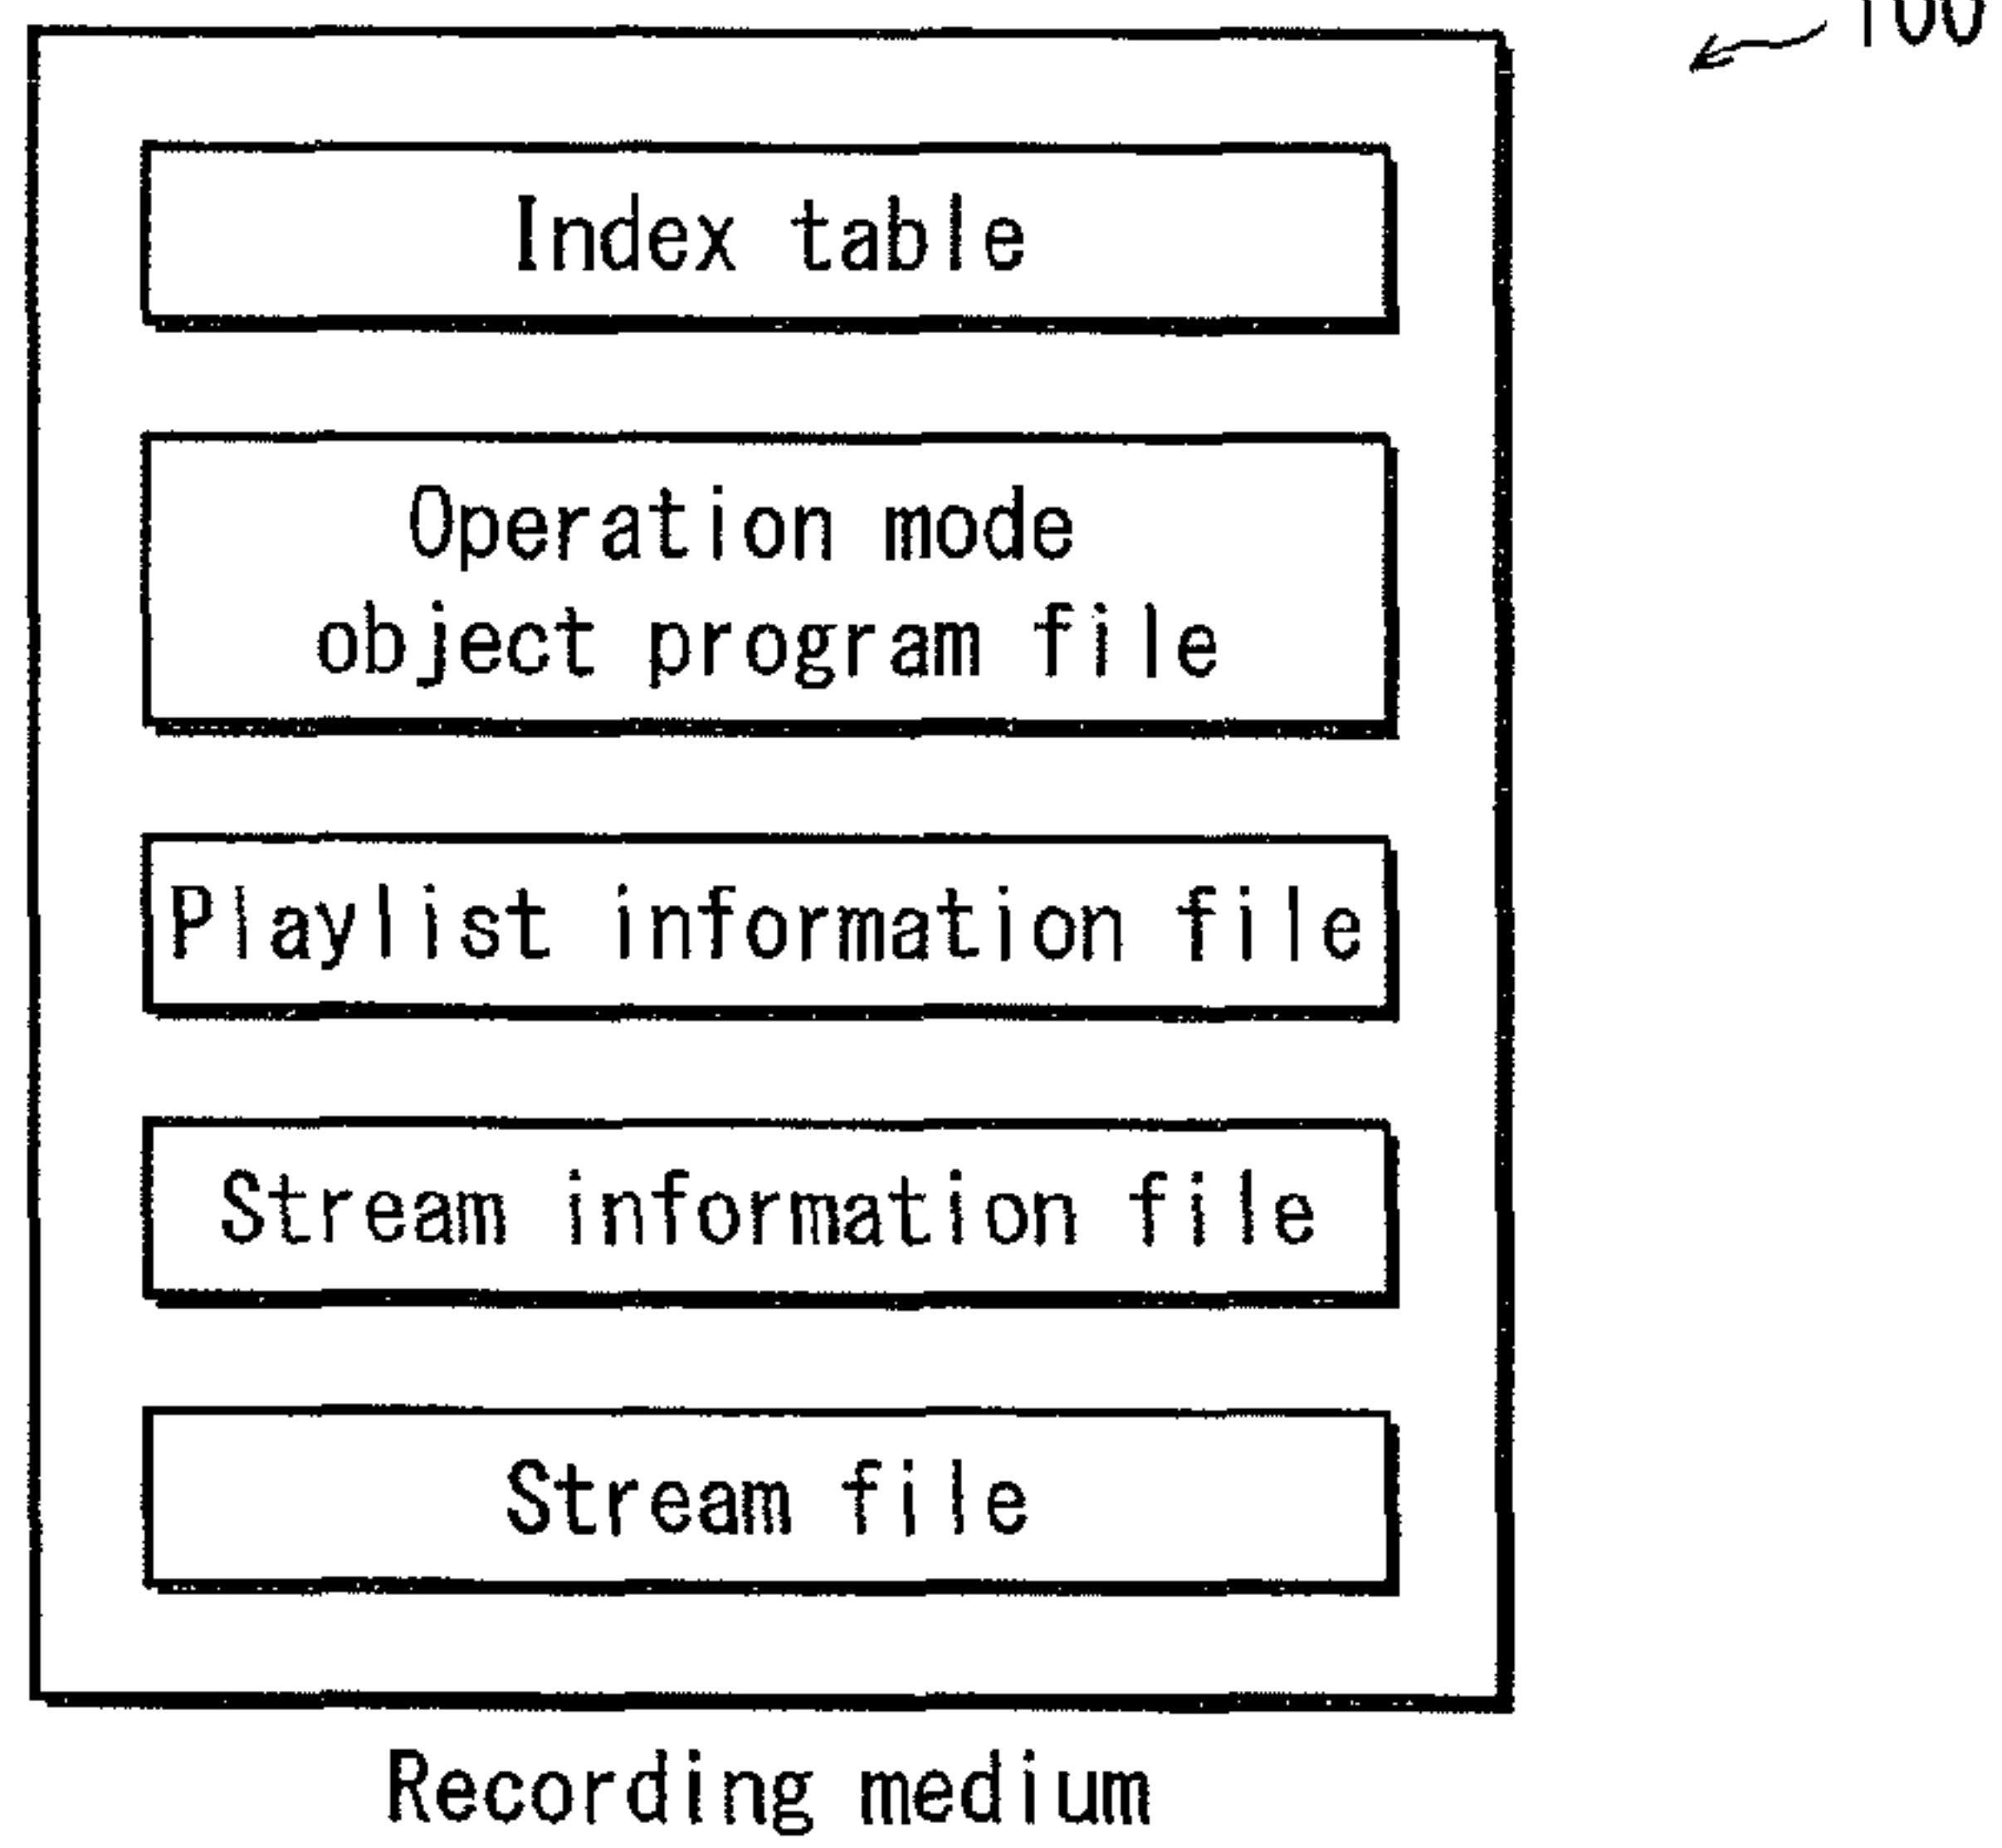 100
Index table
Operation mode
object program file
Playlist information file
Stream information file
Stream file
Recording medium